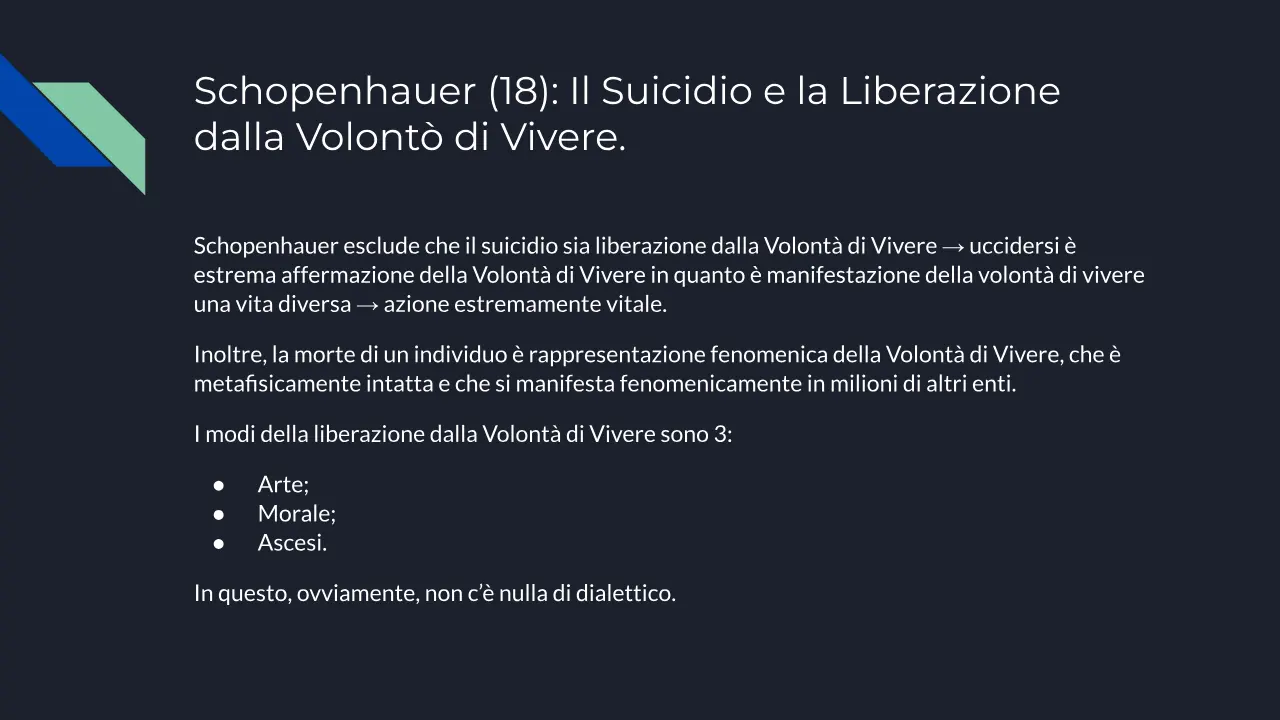 Schopenhauer (18): Il Suicidio e la Liberazione
dalla Volontò di Vivere.
Schopenhauer esclude che il suicidio sia liberazione dalla Volontà di Vivere → uccidersi è
estrema affermazione della Volontà di Vivere in quanto è manifestazione della volontà di vivere
una vita diversa → azione estremamente vitale.
Inoltre, la morte di un individuo è rappresentazione fenomenica della Volontà di Vivere, che è
metafisicamente intatta e che si manifesta fenomenicamente in milioni di altri enti.
I modi della liberazione dalla Volontà di Vivere sono 3:
● Arte;
● Morale;
● Ascesi.
In questo, ovviamente, non c’è nulla di dialettico.